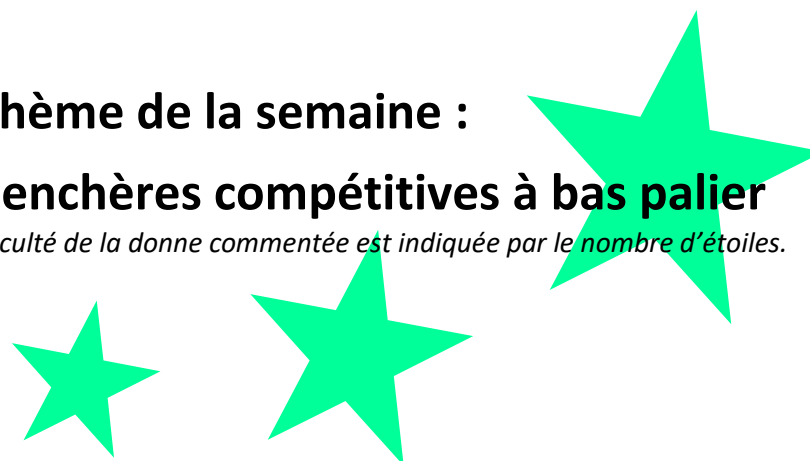 hème de la semaine :
enchères compétitives à bas palier
culté de la donne commentée est indiquée par le nombre d’étoiles.